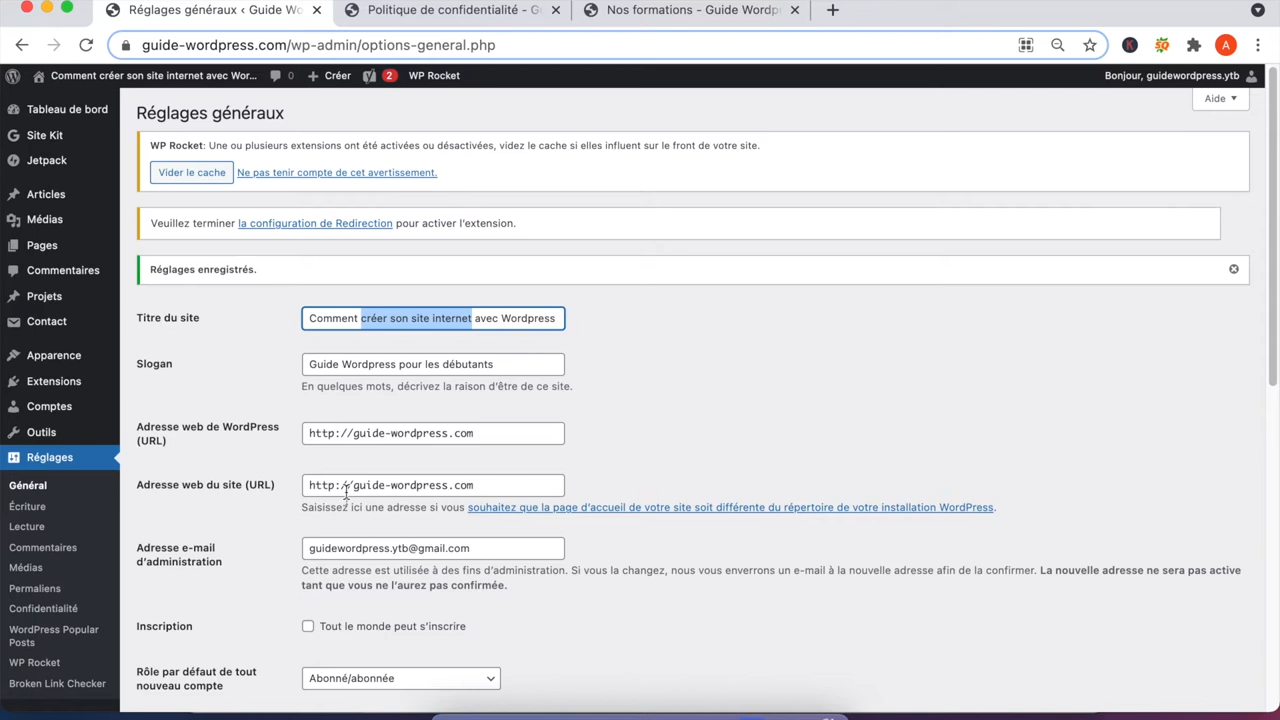 Réglages généraux ‹ Guide Wo
Politique de confidentialité - G
Nos formations - Guide Wordpr
guide-wordpress.com/wp-admin/options-general.php
A
Comment créer son site internet avec Wor...
0
Créer
2
WP Rocket
Bonjour, guidewordpress.ytb
Tableau de bord
Site Kit
Jetpack
Articles
Médias
Pages
Commentaires
Projets
Contact
Apparence
Extensions
Comptes
Outils
Réglages
Général
Écriture
Lecture
Commentaires
Médias
Permaliens
Confidentialité
WordPress Popular
Posts
WP Rocket
Broken Link Checker
Aide
Réglages généraux
WP Rocket: Une ou plusieurs extensions ont été activées ou désactivées, videz le cache si elles influent sur le front de votre site.
Vider le cache Ne pas tenir compte de cet avertissement.
Veuillez terminer la configuration de Redirection pour activer l’extension.
Réglages enregistrés.
Titre du site
Comment créer son site internet avec Wordpress
Slogan
Guide Wordpress pour les débutants
En quelques mots, décrivez la raison d’être de ce site.
Adresse web de WordPress
(URL)
http://guide-wordpress.com
Adresse web du site (URL)
http://guide-wordpress.com
Saisissez ici une adresse si vous souhaitez que la page d’accueil de votre site soit différente du répertoire de votre installation WordPress.
Adresse e-mail
d’administration
guidewordpress.ytb@gmail.com
Cette adresse est utilisée à des fins d’administration. Si vous la changez, nous vous enverrons un e-mail à la nouvelle adresse afin de la confirmer. La nouvelle adresse ne sera pas active
tant que vous ne l’aurez pas confirmée.
Inscription
Tout le monde peut s’inscrire
Rôle par défaut de tout
nouveau compte
Abonné/abonnée